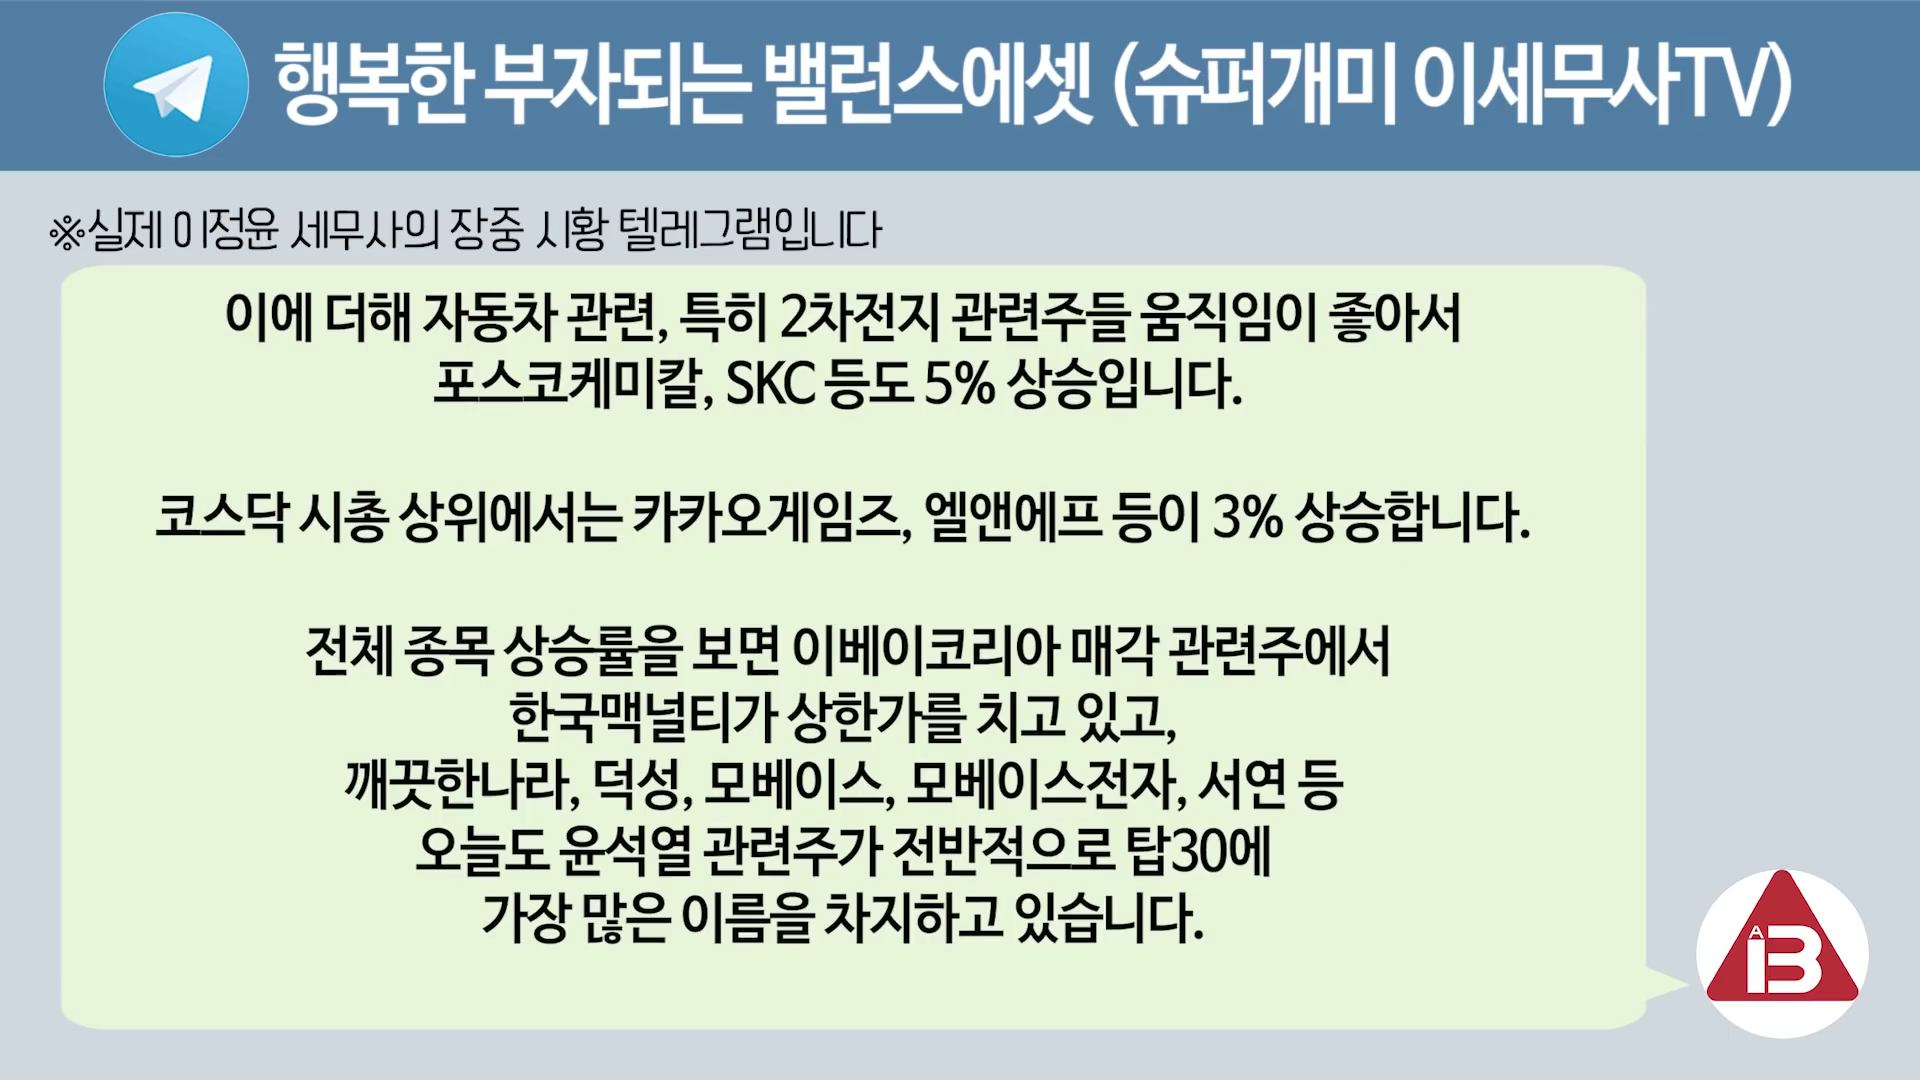 행복한 부자되는 밸런스에셋 (슈퍼개미 이세무사TV)
※실제 이정윤 세무사의 장중 시황 텔레그램입니다
이에 더해 자동차 관련, 특히 2차전지 관련주들 움직임이 좋아서
포스코케미칼, SKC 등도 5% 상승입니다.
코스닥 시총 상위에서는 카카오게임즈, 엘앤에프 등이 3% 상승합니다.
전체 종목 상승률을 보면 이베이코리아 매각 관련주에서
한국맥널티가 상한가를 치고 있고,
깨끗한나라, 덕성, 모베이스, 모베이스전자, 서연 등
오늘도 윤석열 관련주가 전반적으로 탑30에
가장 많은 이름을 차지하고 있습니다.
AB